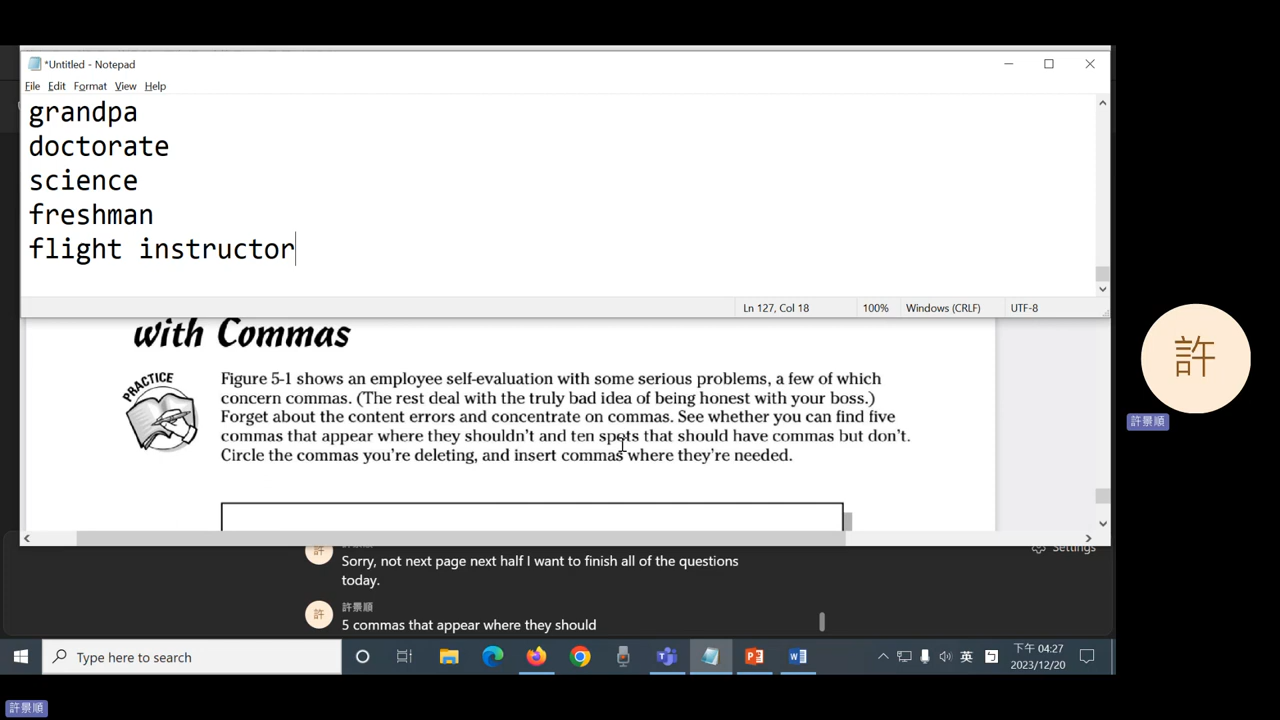 *Untitled - Notepad
File Edit Format View Help
grandpa
doctorate
science
freshman
flight instructor
Ln 127, Col 18 100% Windows (CRLF) UTF-8
with Commas
PRACTICE
Figure 5-1 shows an employee self-evaluation with some serious problems, a few of which
concern commas. (The rest deal with the truly bad idea of being honest with your boss.)
Forget about the content errors and concentrate on commas. See whether you can find five
commas that appear where they shouldn't and ten spots that should have commas but don't.
Circle the commas you're deleting, and insert commas where they're needed.
許
許景順
Settings
許
Sorry, not next page next half I want to finish all of the questions
today.
許景順
許
5 commas that appear where they should
Type here to search
英
下午 04:27
2023/12/20
許景順